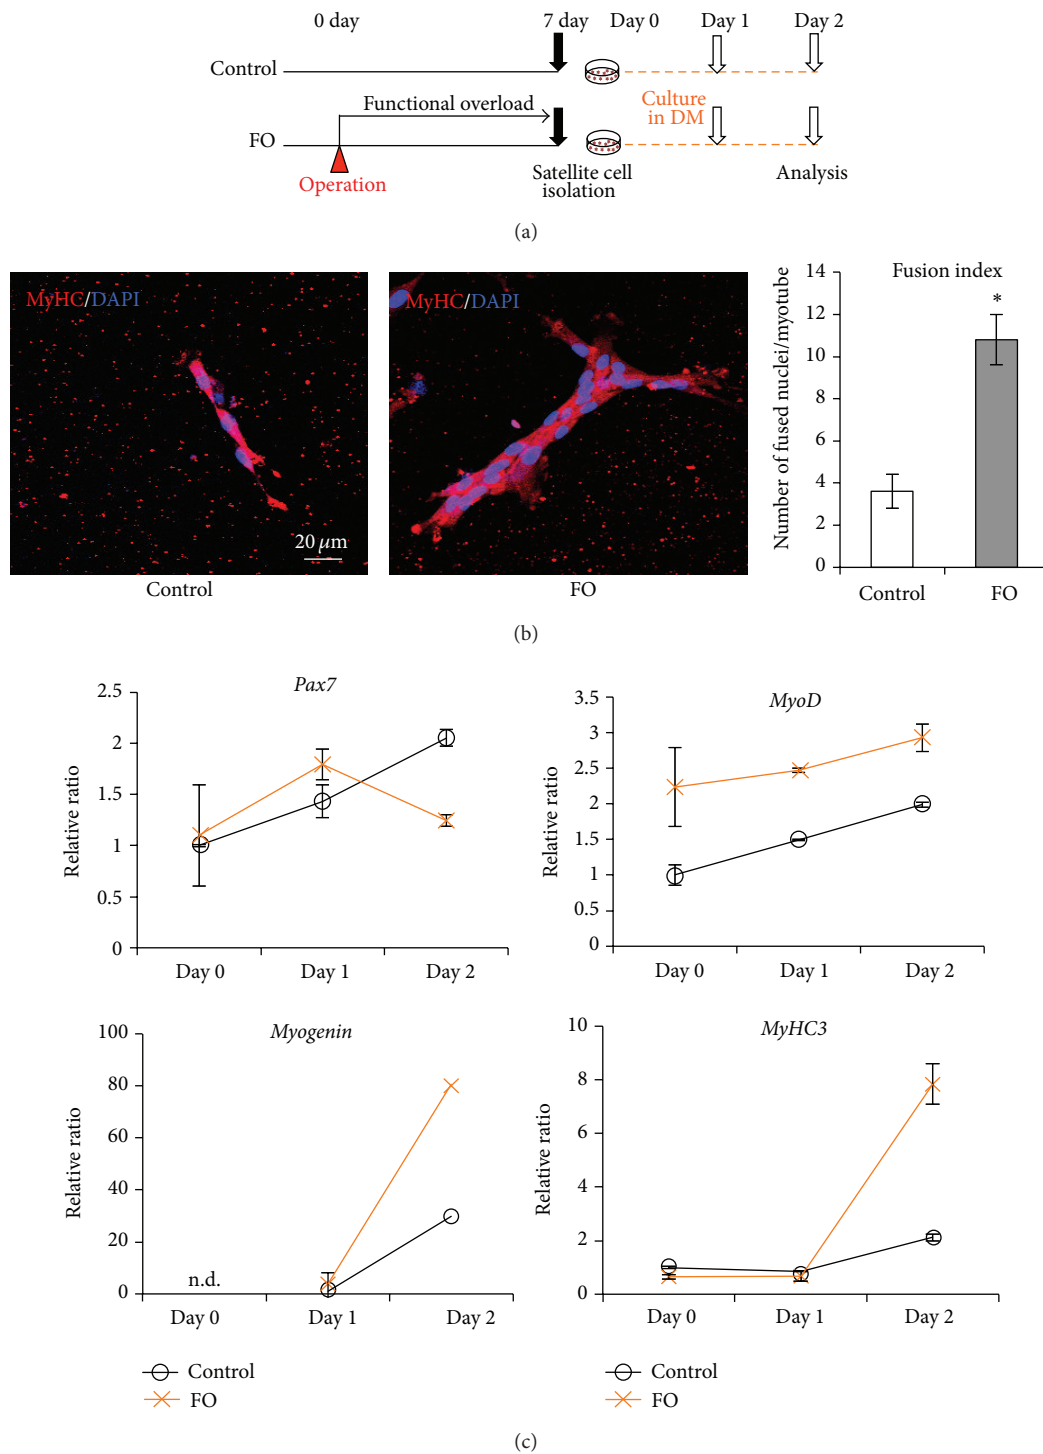 0 day
7 day
Day 0
Day 1
Day 2
Control
Functional overload
Culture
in DM
FO
Operation
Satellite cell
isolation
Analysis
(a)
MyHC/DAPI
20 μm
Control
MyHC/DAPI
FO
Fusion index
Number of fused nuclei/myotube
14
12
10
8
6
4
2
0
*
Control
FO
(b)
Pax7
Relative ratio
2.5
2
1.5
1
0.5
0
Day 0
Day 1
Day 2
MyoD
Relative ratio
3.5
3
2.5
2
1.5
1
0.5
0
Day 0
Day 1
Day 2
Myogenin
Relative ratio
100
80
60
40
20
0
n.d.
Day 0
Day 1
Day 2
Control
FO
MyHC3
Relative ratio
10
8
6
4
2
0
Day 0
Day 1
Day 2
Control
FO
(c)